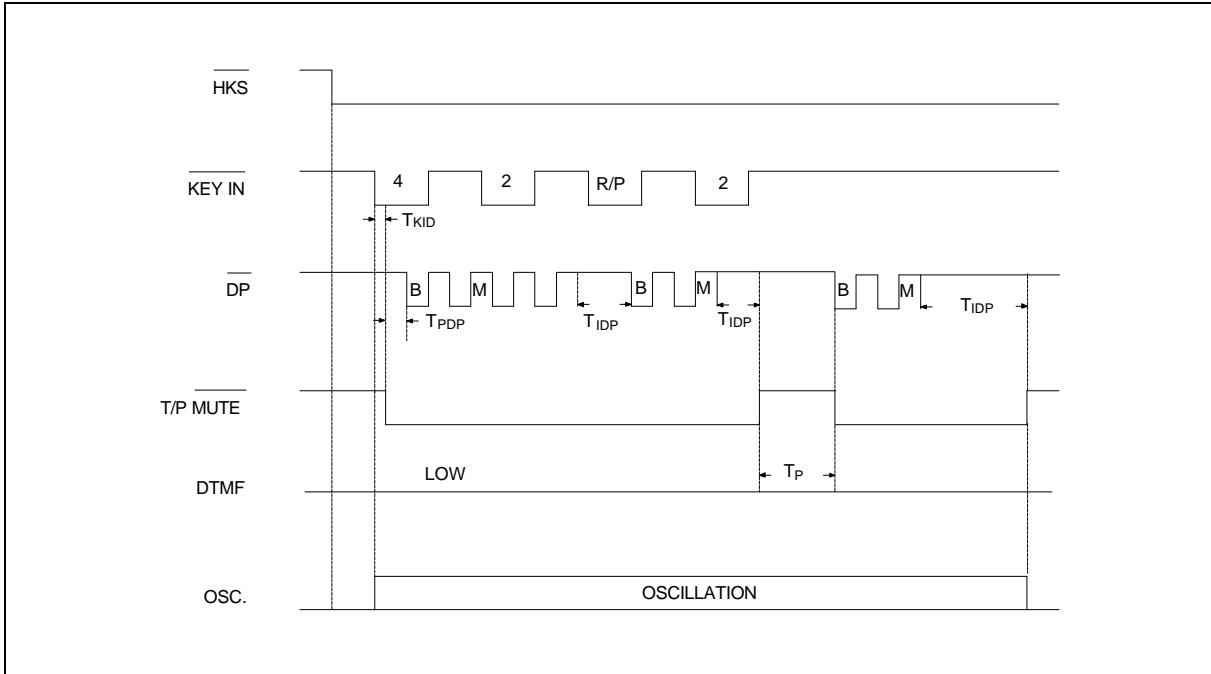 HKS
KEY IN
4
2
R/P
2
TKID
DP
B
M
B
M
B
M
TPDP
TIDP
TIDP
TIDP
T/P MUTE
DTMF
LOW
TP
OSC.
OSCILLATION